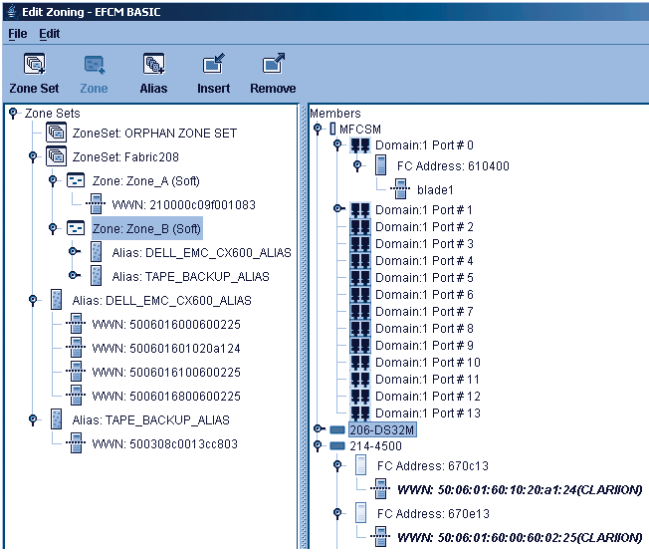 Edit Zoning - EFCM BASIC
File Edit
Zone Set Zone Alias Insert Remove
Zone Sets
ZoneSet: ORPHAN ZONE SET
ZoneSet: Fabric208
Zone: Zone_A (Soft)
WWN: 210000c09f001083
Zone: Zone_B (Soft)
Alias: DELL_EMC_CX600_ALIAS
Alias: TAPE_BACKUP_ALIAS
Alias: DELL_EMC_CX600_ALIAS
WWN: 5006016000600225
WWN: 500601601020a124
WWN: 5006016100600225
WWN: 5006016800600225
Alias: TAPE_BACKUP_ALIAS
WWN: 500308c0013cc803
Members
MFCSM
Domain:1 Port# 0
FC Address: 610400
blade1
Domain:1 Port# 1
Domain:1 Port# 2
Domain:1 Port# 3
Domain:1 Port# 4
Domain:1 Port# 5
Domain:1 Port# 6
Domain:1 Port# 7
Domain:1 Port# 8
Domain:1 Port# 9
Domain:1 Port# 10
Domain:1 Port# 11
Domain:1 Port# 12
Domain:1 Port# 13
206-DS32M
214-4500
FC Address: 670c13
WWN: 50:06:01:60:10:20:a1:24(CLARIION)
FC Address: 670e13
WWN: 50:06:01:60:00:60:02:25(CLARIION)